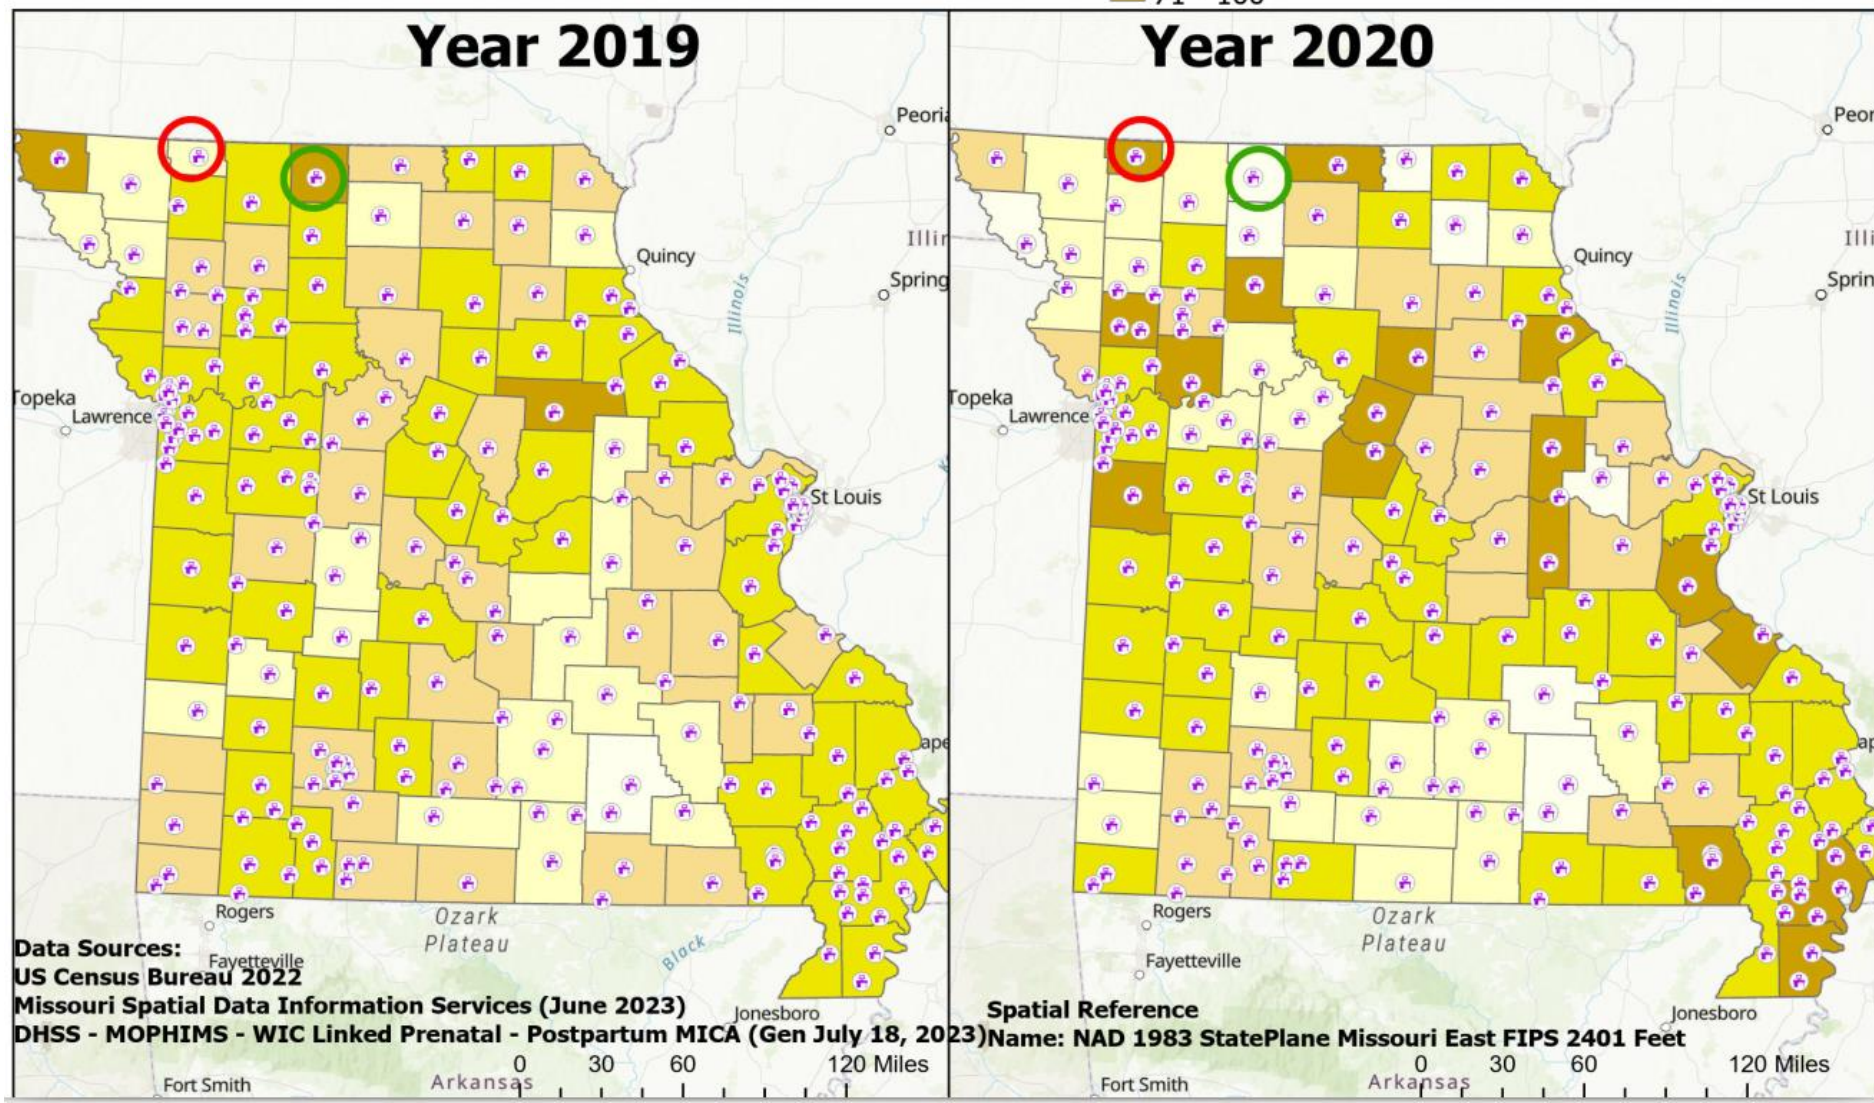 71 - 100
Year 2019
Year 2020
Peoria
Quincy
Illinois
Spring
Topeka
Lawrence
St Louis
Rogers
Ozark
Plateau
Black
Fayetteville
Jonesboro
Fort Smith
Arkansas
Data Sources:
US Census Bureau 2022
Missouri Spatial Data Information Services (June 2023)
DHSS - MOPHIMS - WIC Linked Prenatal - Postpartum MICA (Gen July 18, 2023)
0 30 60 120 Miles
Peor
Quincy
Illinois
Sprin
Topeka
Lawrence
St Louis
Rogers
Ozark
Plateau
Fayetteville
Jonesboro
Spatial Reference
Name: NAD 1983 StatePlane Missouri East FIPS 2401 Feet
0 30 60 120 Miles
Fort Smith
Arkansas